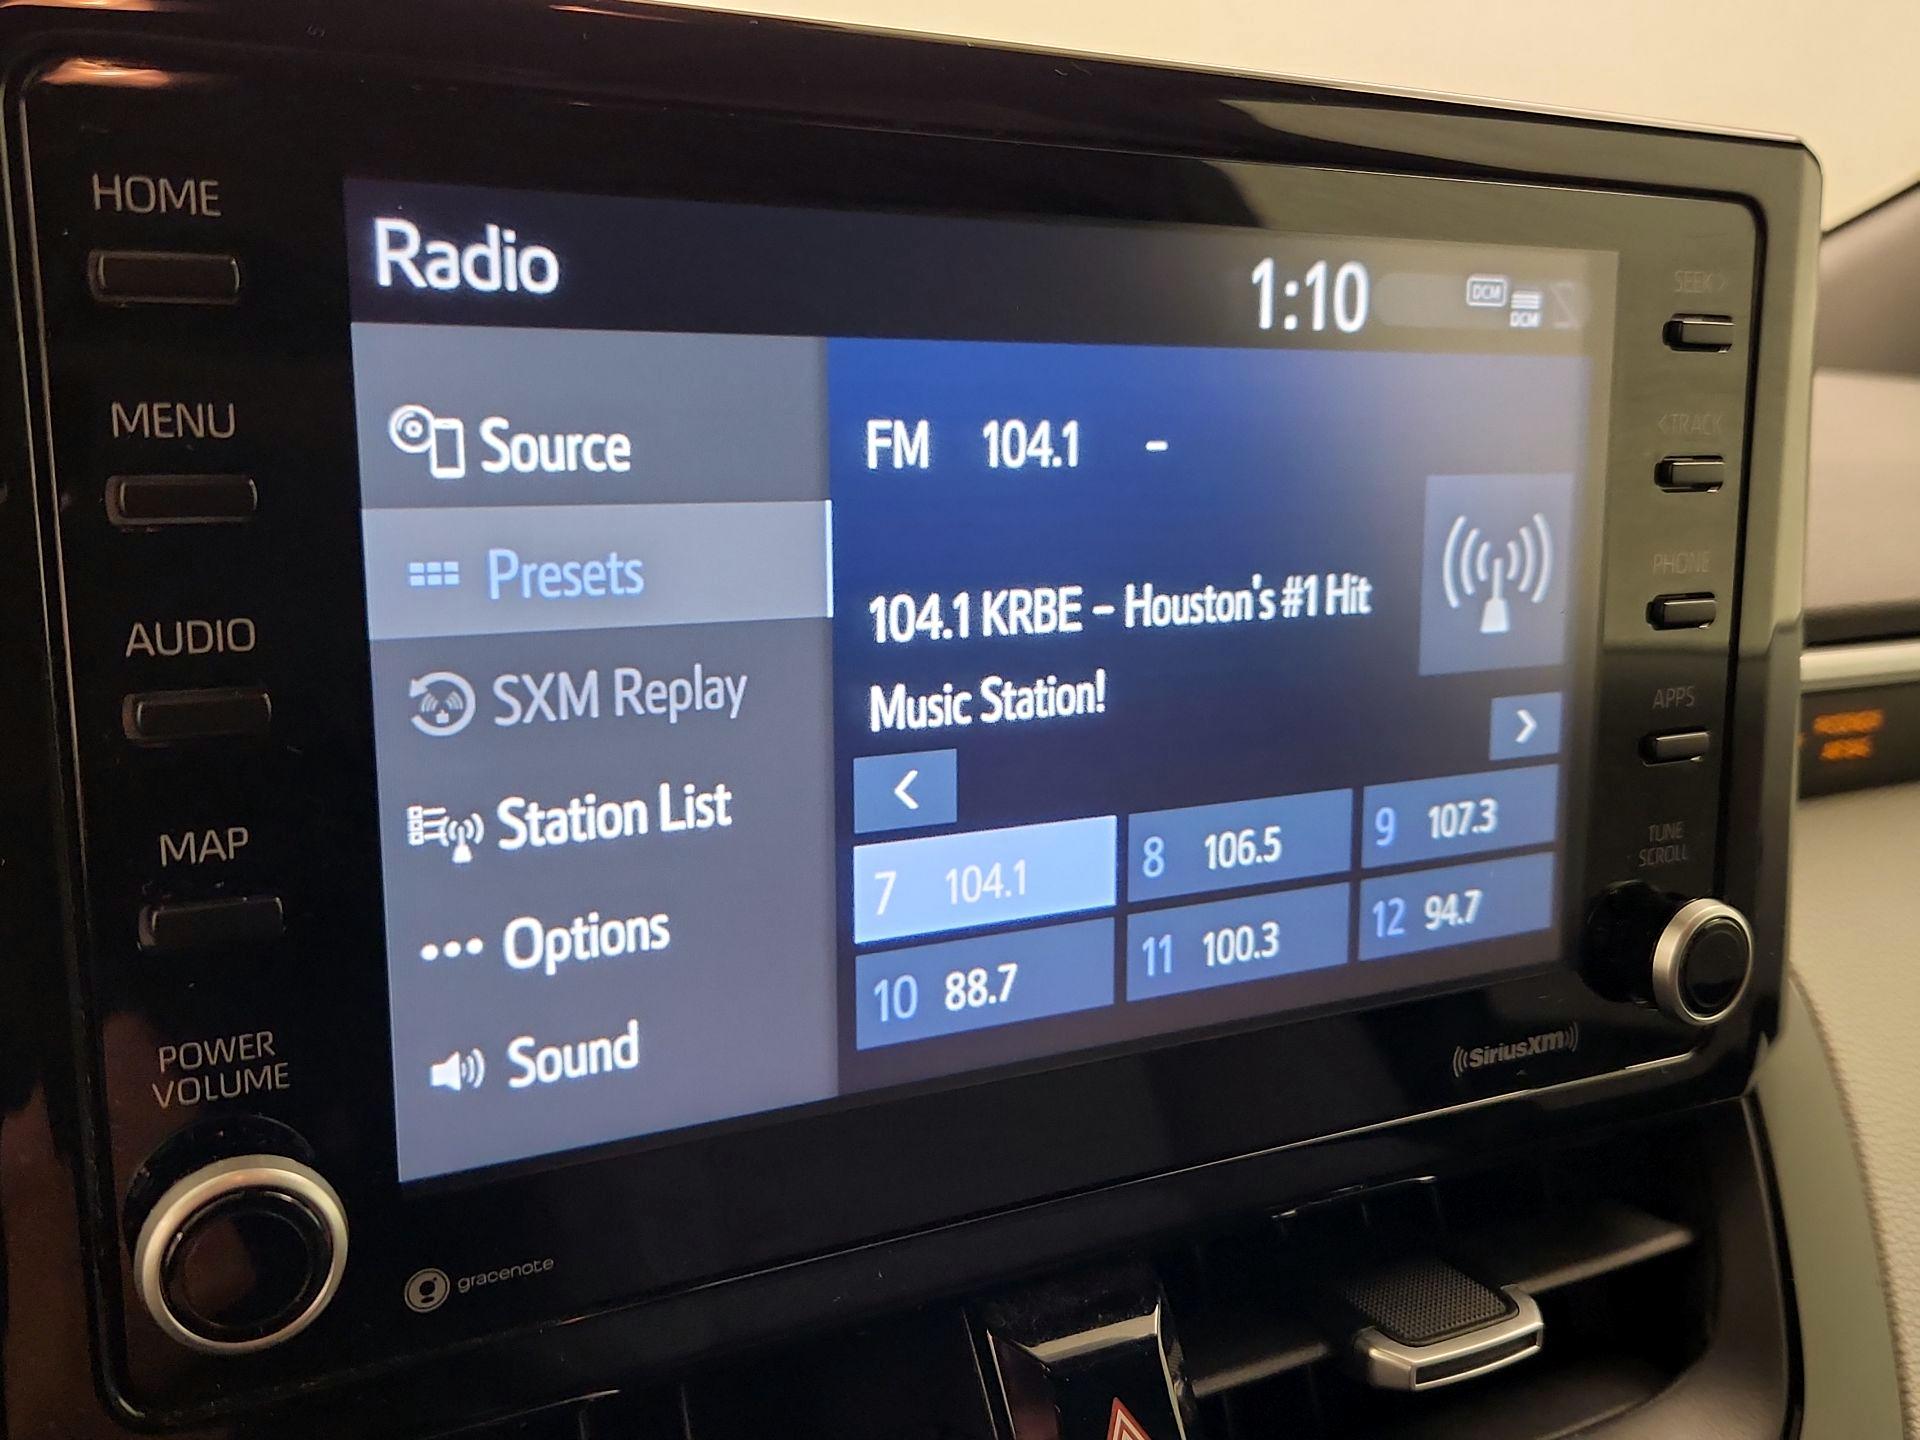 HOME
MENU
AUDIO
MAP
POWER
VOLUME
Radio
1:10
DCM
DCM
Source
Presets
SXM Replay
Station List
Options
Sound
FM 104.1 –
104.1 KRBE – Houston's #1 Hit
Music Station!
<
>
7 104.1
8 106.5
9 107.3
10 88.7
11 100.3
12 94.7
SEEK >
< TRACK
PHONE
APPS
TUNE
SCROLL
((SiriusXM))
gracenote